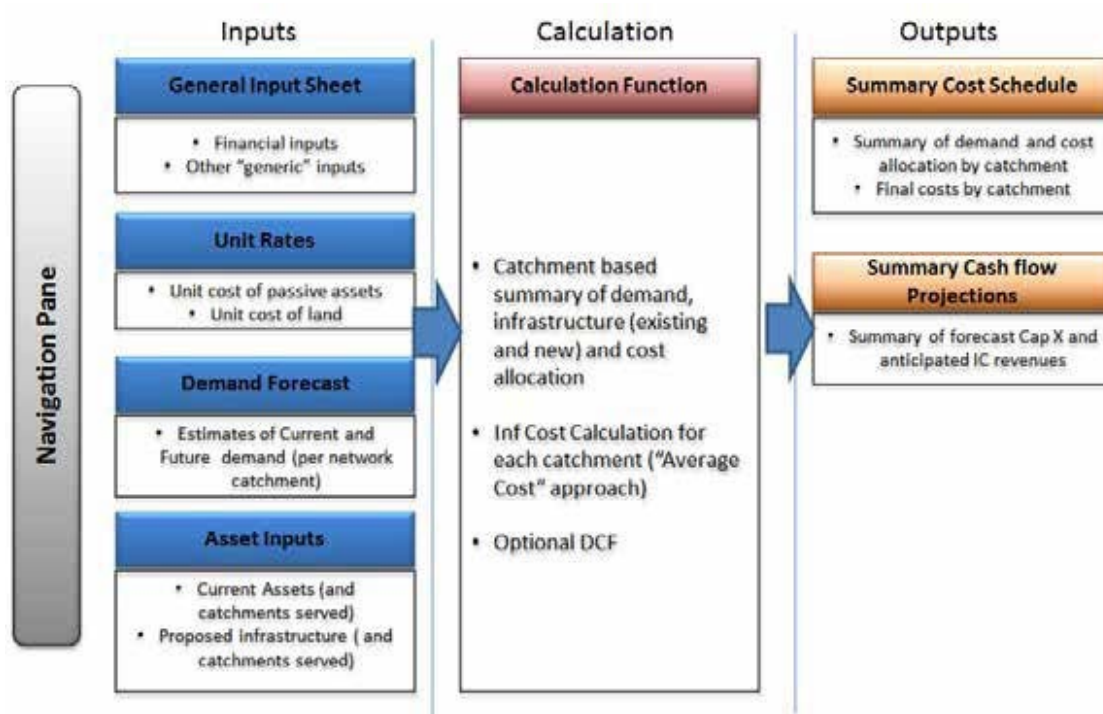 Inputs
Calculation
Outputs
Navigation Pane
General Input Sheet
• Financial inputs
• Other "generic" inputs
Unit Rates
• Unit cost of passive assets
• Unit cost of land
Demand Forecast
• Estimates of Current and
Future demand (per network
catchment)
Asset Inputs
• Current Assets (and
catchments served)
• Proposed infrastructure ( and
catchments served)
Calculation Function
• Catchment based
summary of demand,
infrastructure (existing
and new) and cost
allocation
• Inf Cost Calculation for
each catchment ("Average
Cost" approach)
• Optional DCF
Summary Cost Schedule
• Summary of demand and cost
allocation by catchment
• Final costs by catchment
Summary Cash flow
Projections
• Summary of forecast Cap X and
anticipated IC revenues